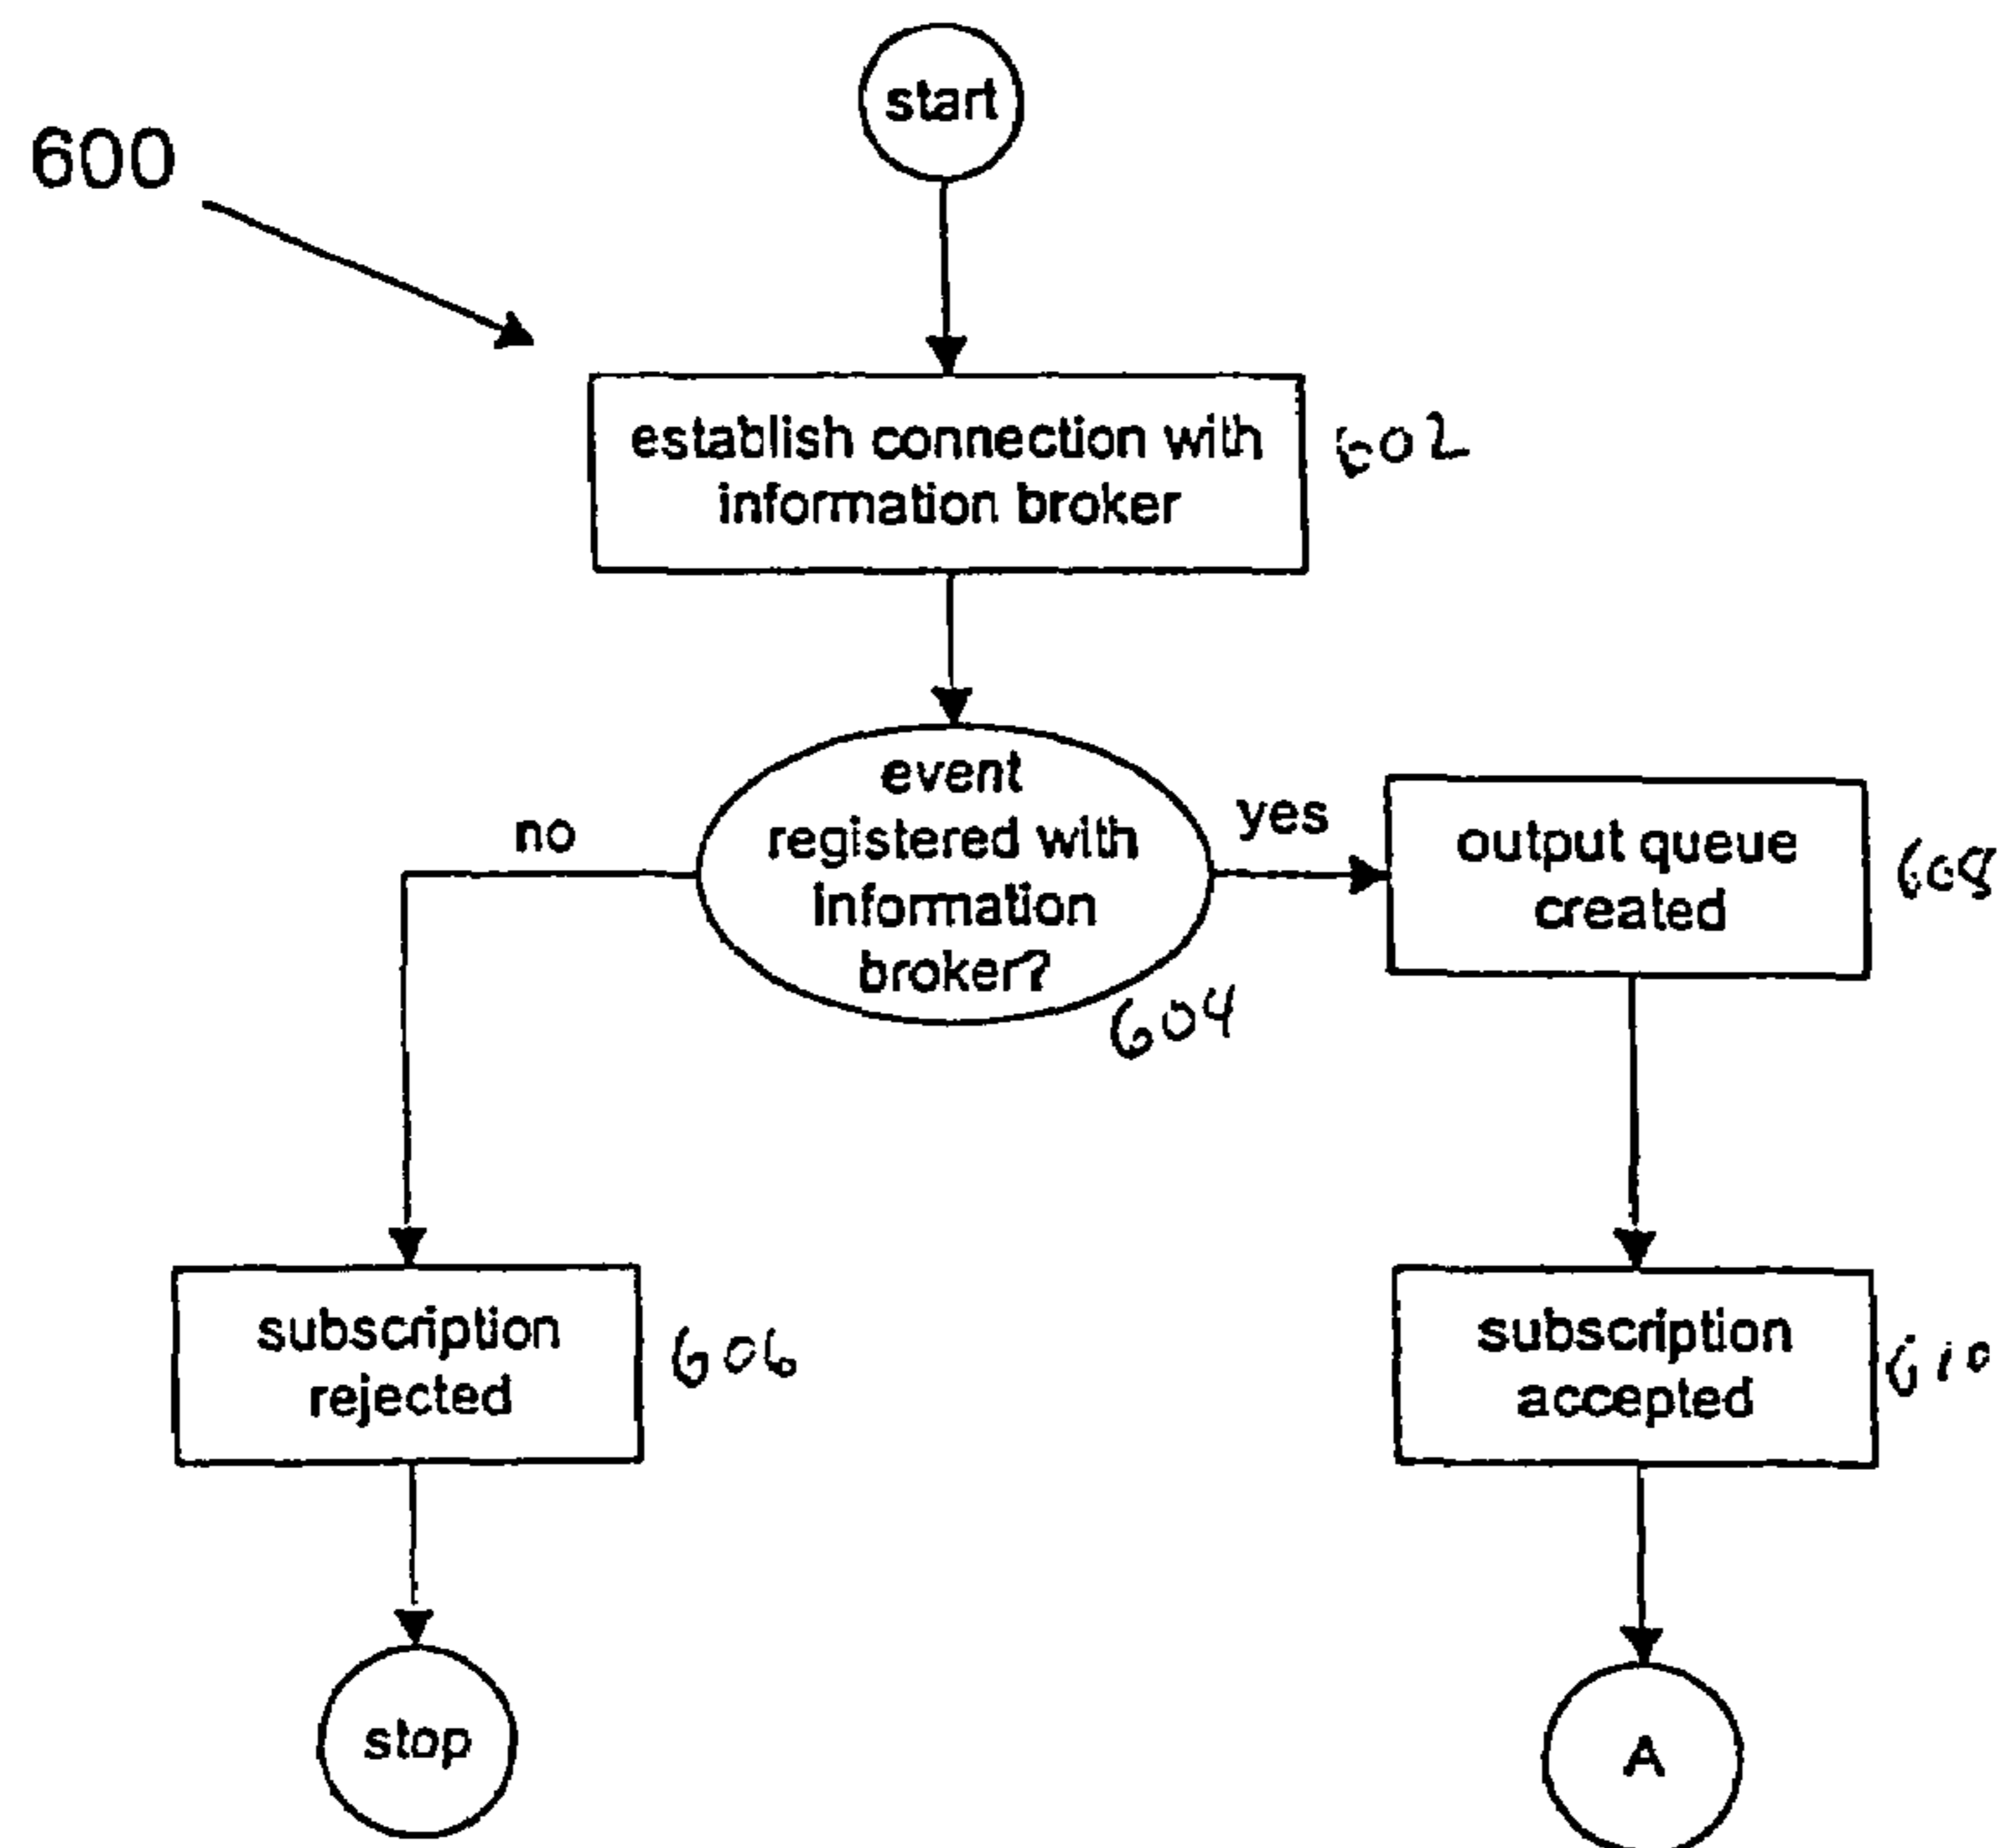 start
600
establish connection with
information broker
602
event
registered with
information
broker?
604
no
yes
output queue
created
608
subscription
rejected
606
subscription
accepted
610
stop
A